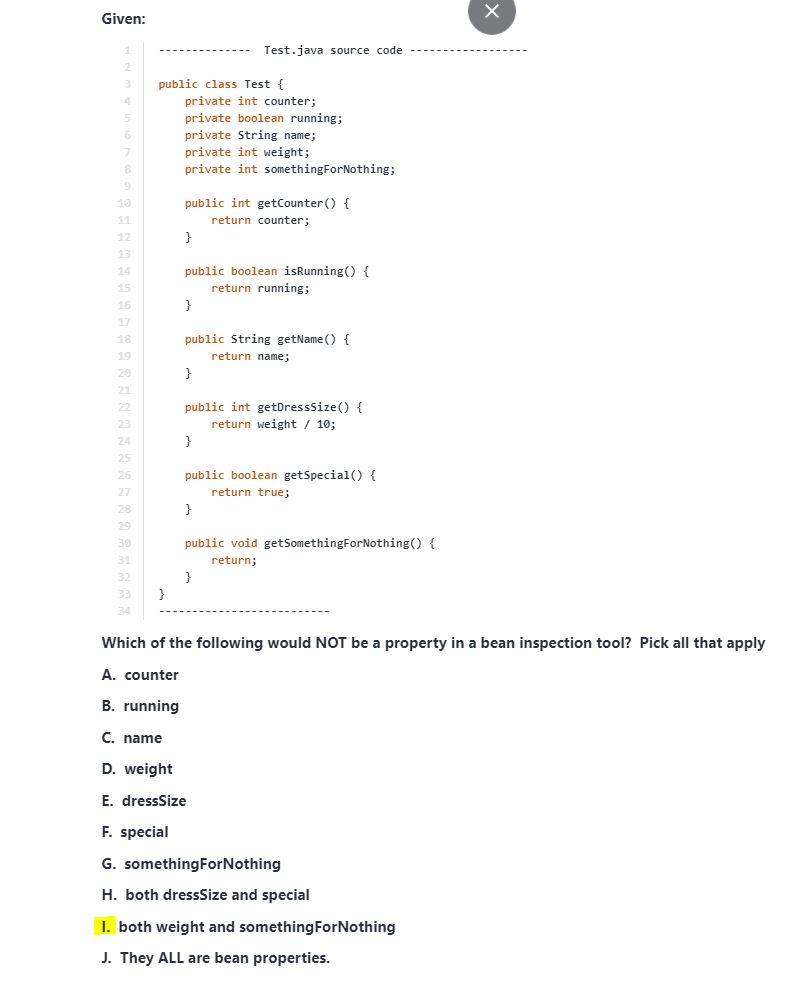 Given:
1 -------------- Test.java source code ------------------
2
3 public class Test {
4 private int counter;
5 private boolean running;
6 private String name;
7 private int weight;
8 private int somethingForNothing;
9
10 public int getCounter() {
11 return counter;
12 }
13
14 public boolean isRunning() {
15 return running;
16 }
17
18 public String getName() {
19 return name;
20 }
21
22 public int getDressSize() {
23 return weight / 10;
24 }
25
26 public boolean getSpecial() {
27 return true;
28 }
29
30 public void getSomethingForNothing() {
31 return;
32 }
33 }
34 --------------------------
Which of the following would NOT be a property in a bean inspection tool? Pick all that apply
A. counter
B. running
C. name
D. weight
E. dressSize
F. special
G. somethingForNothing
H. both dressSize and special
I. both weight and somethingForNothing
J. They ALL are bean properties.